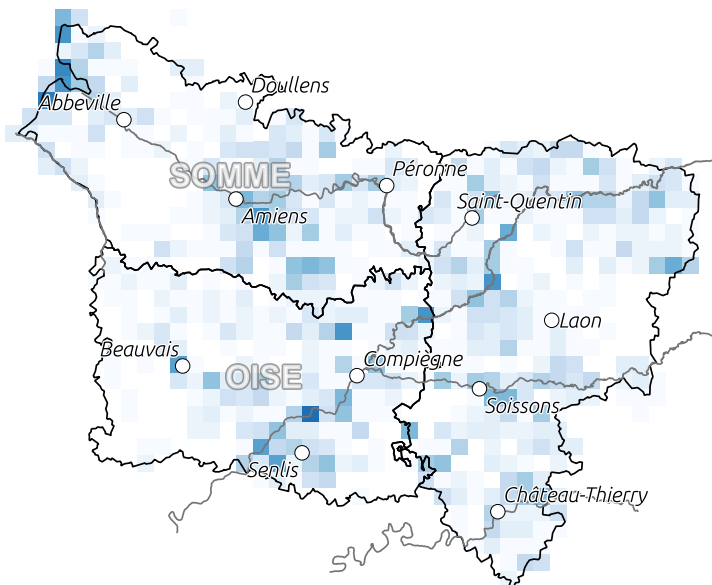 Doullens
Abbeville
Péronne
SOMME
Saint-Quentin
Amiens
Laon
Beauvais
Compiègne
OISE
Soissons
Senlis
Château-Thierry